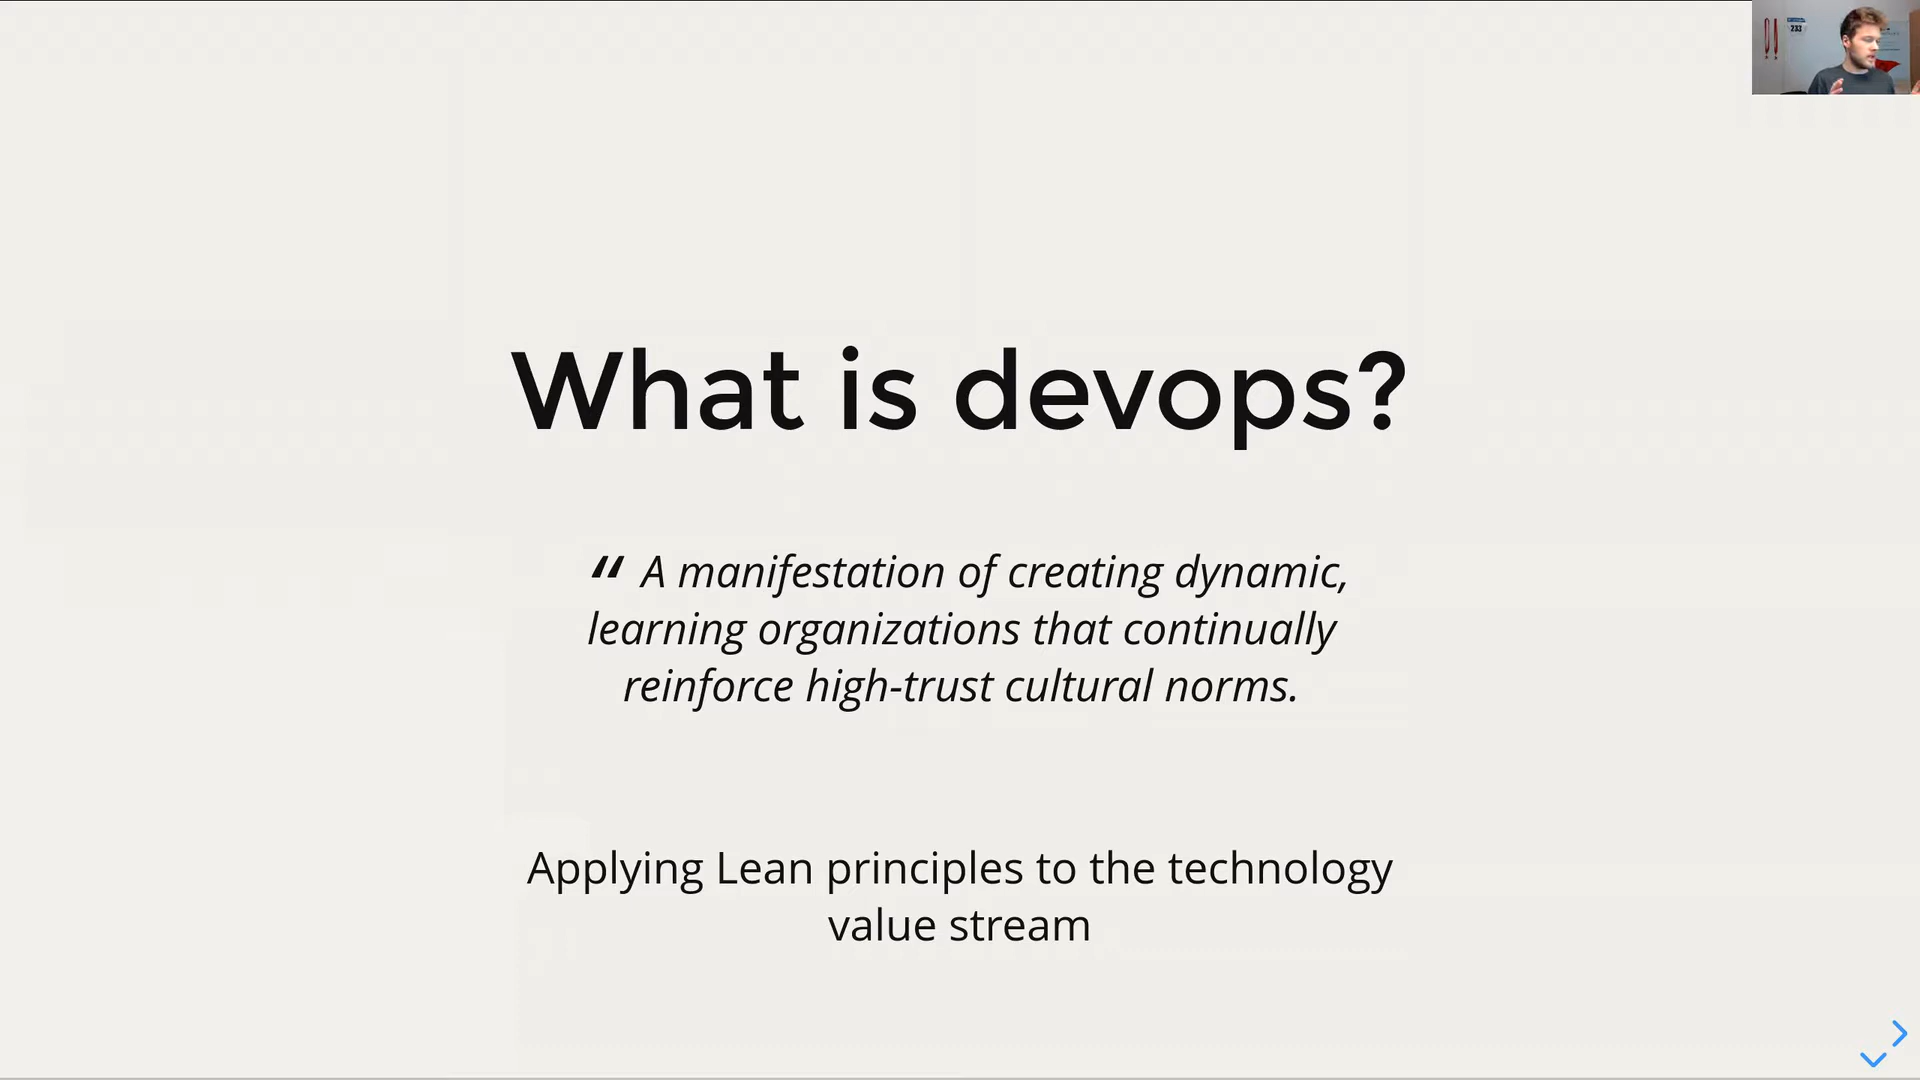 233
What is devops?
“ A manifestation of creating dynamic,
learning organizations that continually
reinforce high-trust cultural norms.
Applying Lean principles to the technology
value stream